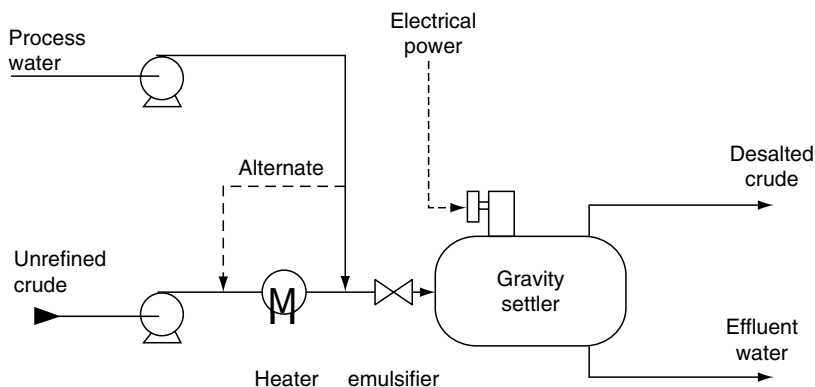 Electrical
power
Process
water
Alternate
Desalted
crude
Unrefined
crude
M
Gravity
settler
Effluent
water
Heater emulsifier